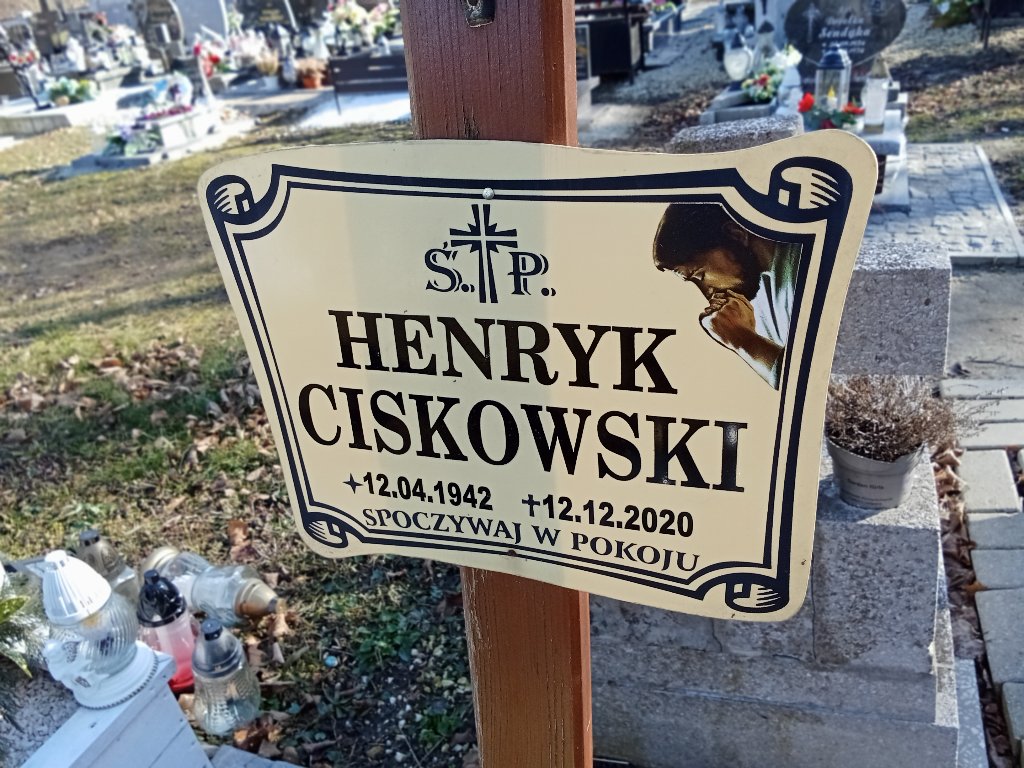 Ś. P.
HENRYK
CISKOWSKI
12.04.1942 12.12.2020
SPOCZYWAJ W POKOJU